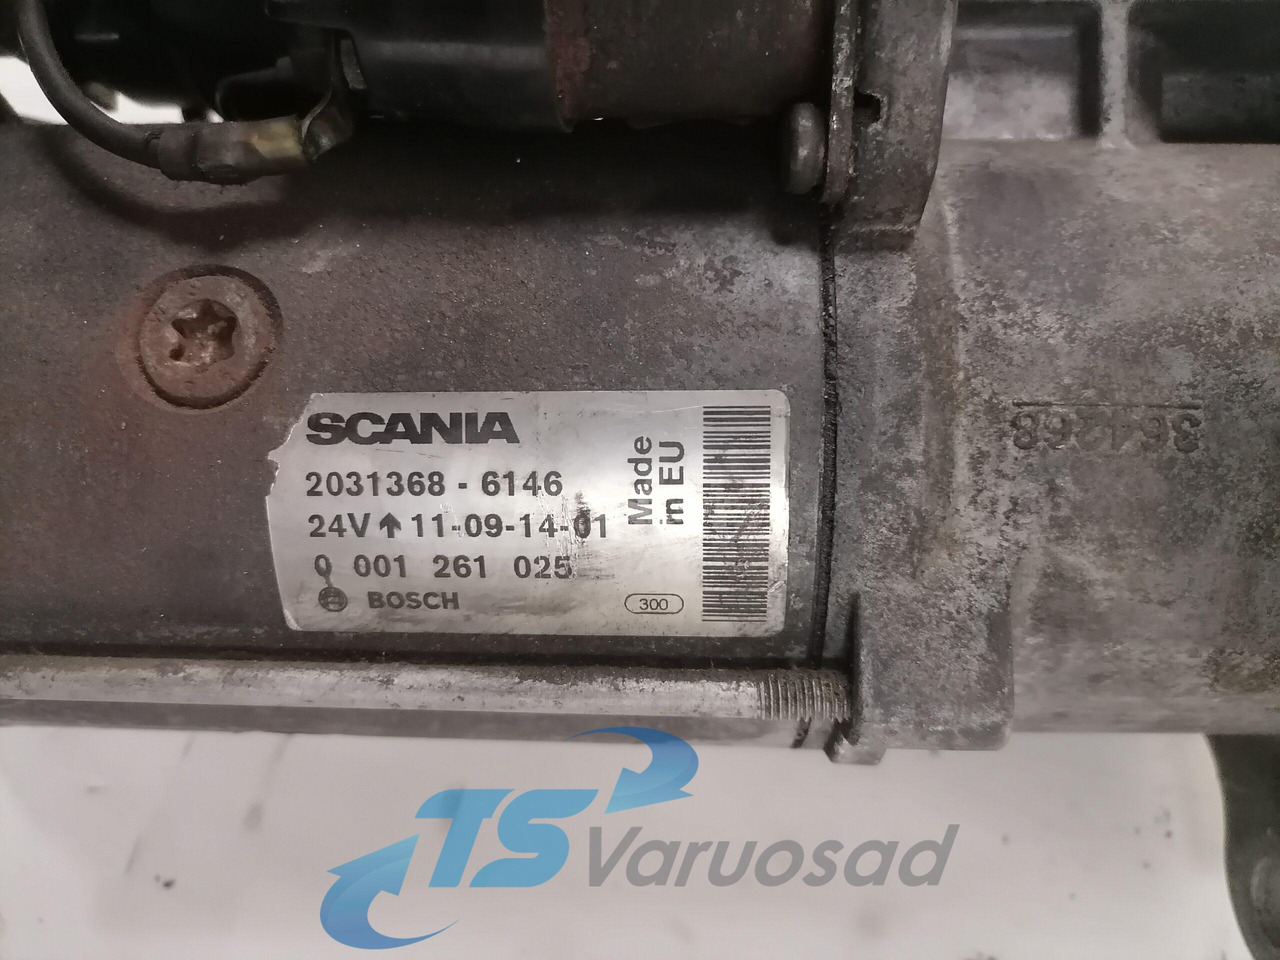 SCANIA
2031368 - 6146
24V ↑ 11-09-14-01
0 001 261 025
BOSCH
300
Made
in EU
TS Varuosad